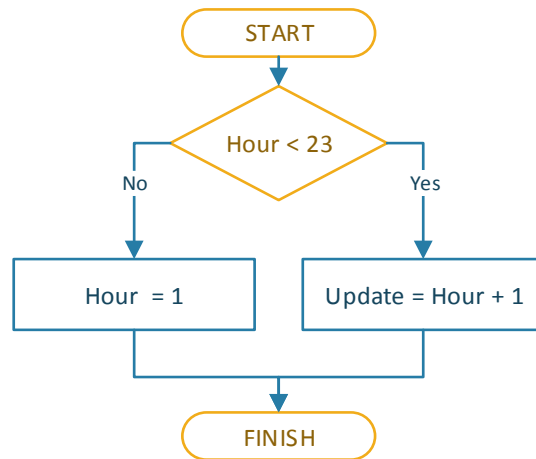 START
Hour < 23
No
Yes
Hour = 1
Update = Hour + 1
FINISH